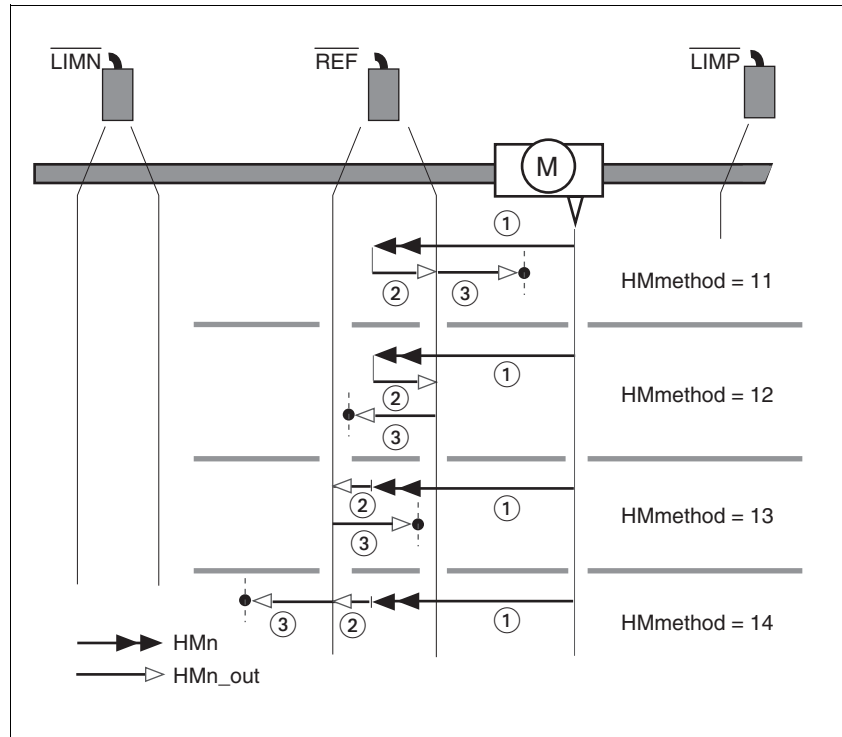 LIMN REF LIMP
M
1
2 3 HMmethod = 11
1
2 HMmethod = 12
3
2 1 HMmethod = 13
3
3 2 1 HMmethod = 14
HMn
HMn_out